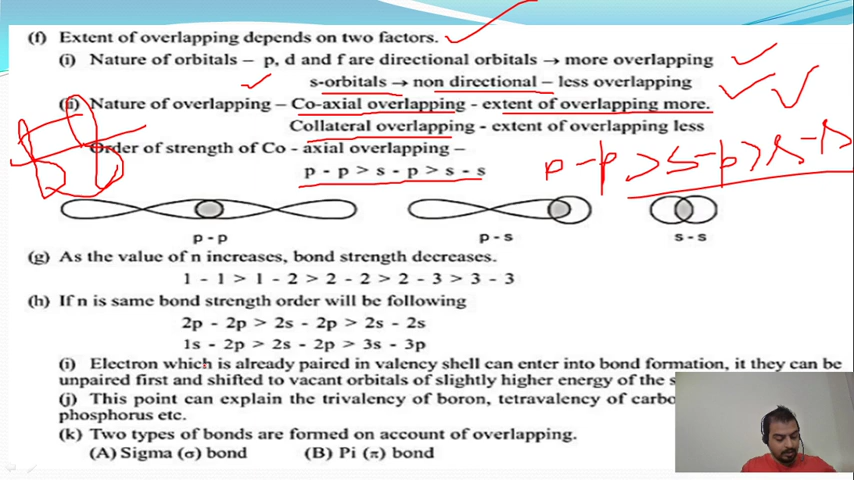 (f) Extent of overlapping depends on two factors.
(i) Nature of orbitals – p, d and f are directional orbitals → more overlapping
s-orbitals → non directional – less overlapping
(ii) Nature of overlapping – Co-axial overlapping - extent of overlapping more.
Collateral overlapping - extent of overlapping less
Order of strength of Co - axial overlapping –
p - p > s - p > s - s
p - p > s - p > s - s
p - p
p - s
s - s
(g) As the value of n increases, bond strength decreases.
1 - 1 > 1 - 2 > 2 - 2 > 2 - 3 > 3 - 3
(h) If n is same bond strength order will be following
2p - 2p > 2s - 2p > 2s - 2s
1s - 2p > 2s - 2p > 3s - 3p
(i) Electron which is already paired in valency shell can enter into bond formation, it they can be
unpaired first and shifted to vacant orbitals of slightly higher energy of the
(j) This point can explain the trivalency of boron, tetravalency of
phosphorus etc.
(k) Two types of bonds are formed on account of overlapping.
(A) Sigma (σ) bond (B) Pi (π) bond